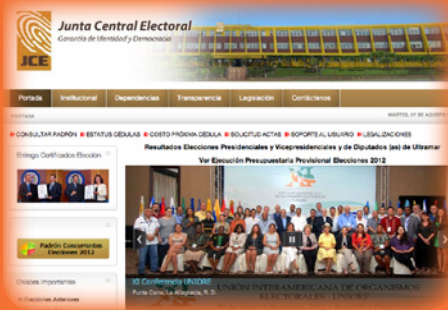 Junta Central Electoral
Garantía de Identidad y Democracia
JCE
Portada Institucional Dependencias Transparencia Legislación Contáctenos
PORTADA
MARTES, 07 DE AGOSTO
CONSULTAR PADRÓN ESTATUS CÉDULAS COSTO PRÓXIMA CÉDULA SOLICITUD ACTAS SOPORTE AL USUARIO LEGALIZACIONES
Entrega Certificados Elección
Resultados Elecciones Presidenciales y Vicepresidenciales y de Diputados (as) de Ultramar
Ver Ejecución Presupuestaria Provisional Elecciones 2012
XI
Padrón Concurrentes
Elecciones 2012
Enlaces Importantes
Elecciones Anteriores
XI Conferencia UNIORE
Punta Cana, La Altagracia, R. D.
UNIÓN INTERAMERICANA DE ORGANISMOS
ELECTORALES - UNIORE